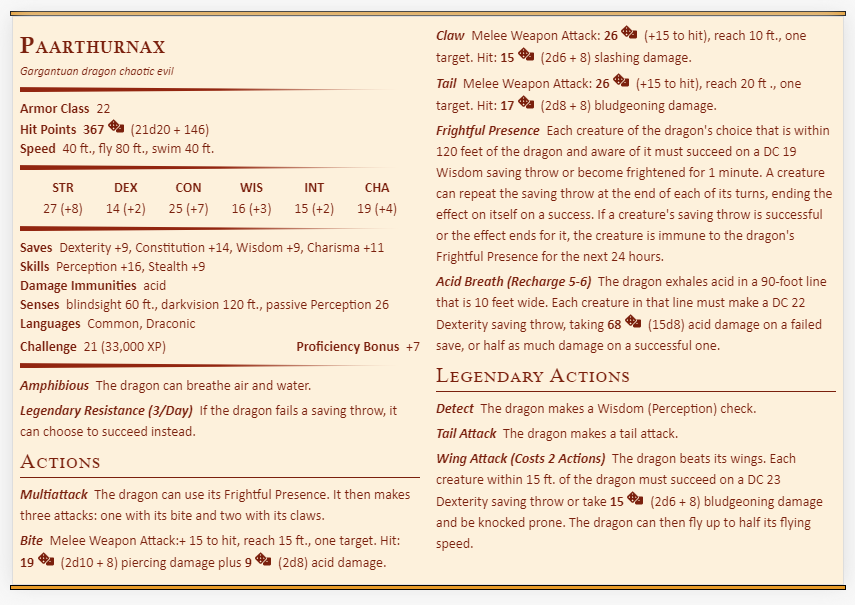 Paarthurnax
Gargantuan dragon chaotic evil
Armor Class 22
Hit Points 367 (21d20 + 146)
Speed 40 ft., fly 80 ft., swim 40 ft.
STR DEX CON WIS INT CHA
27 (+8) 14 (+2) 25 (+7) 16 (+3) 15 (+2) 19 (+4)
Saves Dexterity +9, Constitution +14, Wisdom +9, Charisma +11
Skills Perception +16, Stealth +9
Damage Immunities acid
Senses blindsight 60 ft., darkvision 120 ft., passive Perception 26
Languages Common, Draconic
Challenge 21 (33,000 XP) Proficiency Bonus +7
Amphibious The dragon can breathe air and water.
Legendary Resistance (3/Day) If the dragon fails a saving throw, it
can choose to succeed instead.
Actions
Multiattack The dragon can use its Frightful Presence. It then makes
three attacks: one with its bite and two with its claws.
Bite Melee Weapon Attack:+ 15 to hit, reach 15 ft., one target. Hit:
19 (2d10 + 8) piercing damage plus 9 (2d8) acid damage.
Claw Melee Weapon Attack: 26 (+15 to hit), reach 10 ft., one
target. Hit: 15 (2d6 + 8) slashing damage.
Tail Melee Weapon Attack: 26 (+15 to hit), reach 20 ft ., one
target. Hit: 17 (2d8 + 8) bludgeoning damage.
Frightful Presence Each creature of the dragon's choice that is within
120 feet of the dragon and aware of it must succeed on a DC 19
Wisdom saving throw or become frightened for 1 minute. A creature
can repeat the saving throw at the end of each of its turns, ending the
effect on itself on a success. If a creature's saving throw is successful
or the effect ends for it, the creature is immune to the dragon's
Frightful Presence for the next 24 hours.
Acid Breath (Recharge 5-6) The dragon exhales acid in a 90-foot line
that is 10 feet wide. Each creature in that line must make a DC 22
Dexterity saving throw, taking 68 (15d8) acid damage on a failed
save, or half as much damage on a successful one.
Legendary Actions
Detect The dragon makes a Wisdom (Perception) check.
Tail Attack The dragon makes a tail attack.
Wing Attack (Costs 2 Actions) The dragon beats its wings. Each
creature within 15 ft. of the dragon must succeed on a DC 23
Dexterity saving throw or take 15 (2d6 + 8) bludgeoning damage
and be knocked prone. The dragon can then fly up to half its flying
speed.